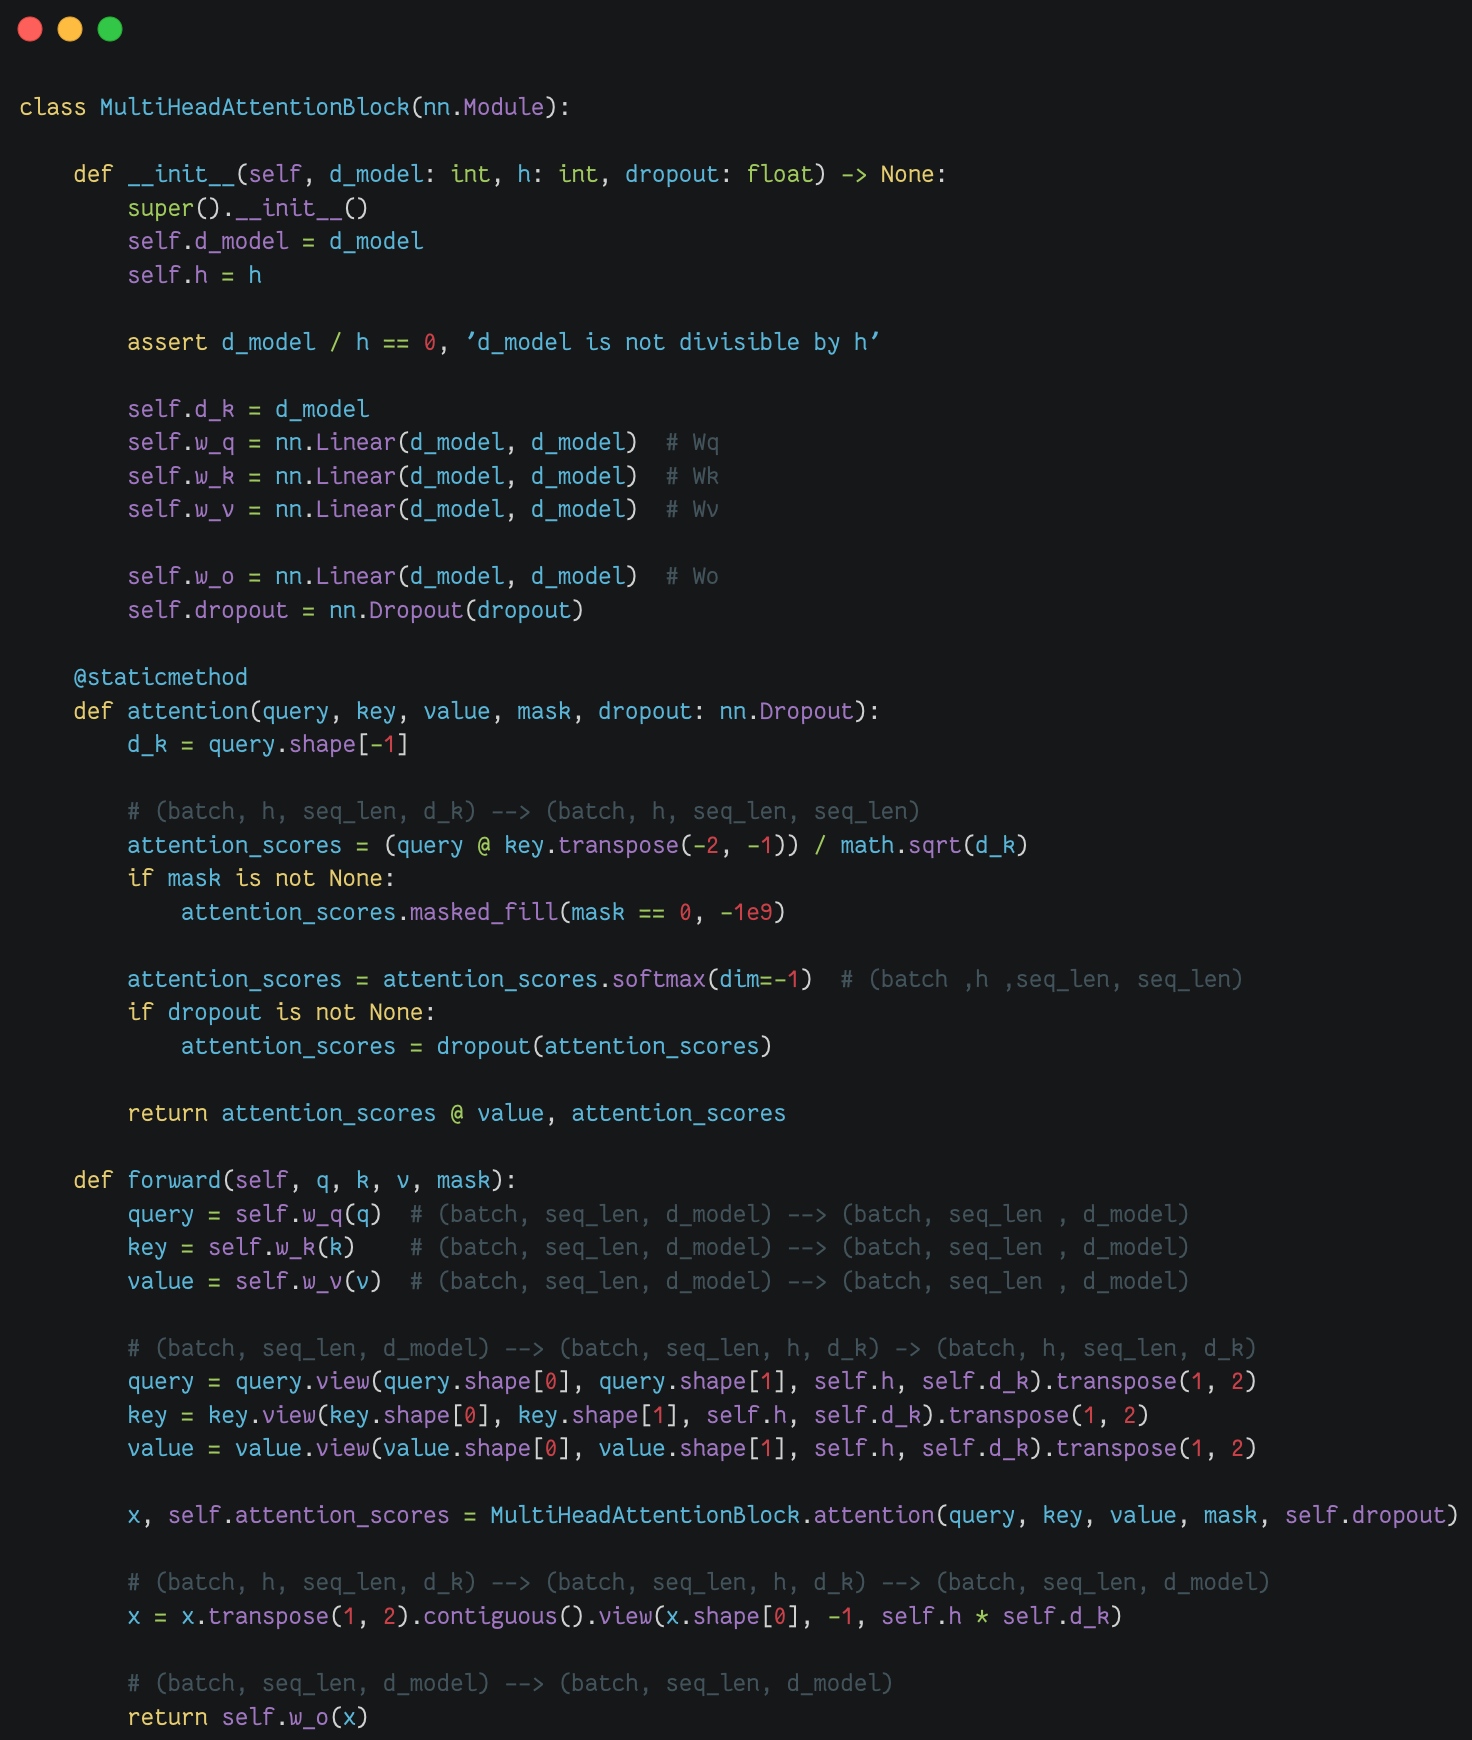 class MultiHeadAttentionBlock(nn.Module):
    def __init__(self, d_model: int, h: int, dropout: float) -> None:
        super().__init__()
        self.d_model = d_model
        self.h = h
        assert d_model / h == 0, 'd_model is not divisible by h'
        self.d_k = d_model
        self.w_q = nn.Linear(d_model, d_model)  # Wq
        self.w_k = nn.Linear(d_model, d_model)  # Wk
        self.w_v = nn.Linear(d_model, d_model)  # Wv
        self.w_o = nn.Linear(d_model, d_model)  # Wo
        self.dropout = nn.Dropout(dropout)
    @staticmethod
    def attention(query, key, value, mask, dropout: nn.Dropout):
        d_k = query.shape[-1]
        # (batch, h, seq_len, d_k) --> (batch, h, seq_len, seq_len)
        attention_scores = (query @ key.transpose(-2, -1)) / math.sqrt(d_k)
        if mask is not None:
            attention_scores.masked_fill(mask == 0, -1e9)
        attention_scores = attention_scores.softmax(dim=-1)  # (batch ,h ,seq_len, seq_len)
        if dropout is not None:
            attention_scores = dropout(attention_scores)
        return attention_scores @ value, attention_scores
    def forward(self, q, k, v, mask):
        query = self.w_q(q)  # (batch, seq_len, d_model) --> (batch, seq_len , d_model)
        key = self.w_k(k)    # (batch, seq_len, d_model) --> (batch, seq_len , d_model)
        value = self.w_v(v)  # (batch, seq_len, d_model) --> (batch, seq_len , d_model)
        # (batch, seq_len, d_model) --> (batch, seq_len, h, d_k) -> (batch, h, seq_len, d_k)
        query = query.view(query.shape[0], query.shape[1], self.h, self.d_k).transpose(1, 2)
        key = key.view(key.shape[0], key.shape[1], self.h, self.d_k).transpose(1, 2)
        value = value.view(value.shape[0], value.shape[1], self.h, self.d_k).transpose(1, 2)
        x, self.attention_scores = MultiHeadAttentionBlock.attention(query, key, value, mask, self.dropout)
        # (batch, h, seq_len, d_k) --> (batch, seq_len, h, d_k) --> (batch, seq_len, d_model)
        x = x.transpose(1, 2).contiguous().view(x.shape[0], -1, self.h * self.d_k)
        # (batch, seq_len, d_model) --> (batch, seq_len, d_model)
        return self.w_o(x)